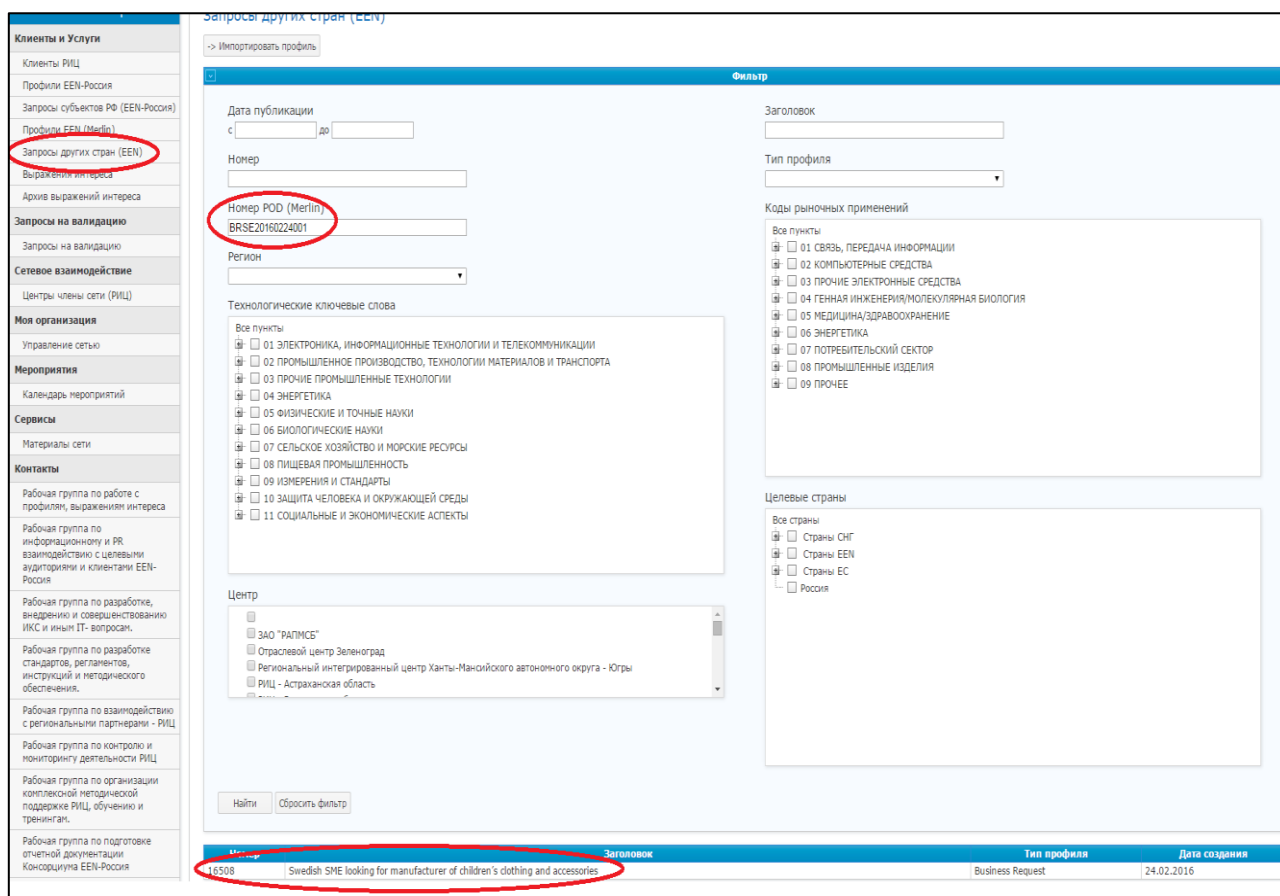 Запросы других стран (EEN)
Клиенты и Услуги
Клиенты РИЦ
Профили EEN-Россия
Запросы субъектов РФ (EEN-Россия)
Профили EEN (Merlin)
Запросы других стран (EEN)
Выражения интереса
Архив выражений интереса
Запросы на валидацию
Запросы на валидацию
Сетевое взаимодействие
Центры члены сети (РИЦ)
Моя организация
Управление сетью
Мероприятия
Календарь мероприятий
Сервисы
Материалы сети
Контакты
Рабочая группа по работе с
профилям, выражениям интереса
Рабочая группа по
информационному и PR
взаимодействию с целевыми
аудиториями и клиентами EEN-
Россия
Рабочая группа по разработке,
внедрению и совершенствованию
ИКС и иным IT- вопросам.
Рабочая группа по разработке
стандартов, регламентов,
инструкций и методического
обеспечения.
Рабочая группа по взаимодействию
с региональными партнерами - РИЦ
Рабочая группа по контролю и
мониторингу деятельности РИЦ
Рабочая группа по организации
комплексной методической
поддержке РИЦ, обучению и
тренингам.
Рабочая группа по подготовке
отчетной документации
Консорциума EEN-Россия
-> Импортировать профиль
Фильтр
Дата публикации
с до
Номер
Номер POD (Merlin)
BRSE20160224001
Регион
Технологические ключевые слова
Все пункты
01 ЭЛЕКТРОНИКА, ИНФОРМАЦИОННЫЕ ТЕХНОЛОГИИ И ТЕЛЕКОММУНИКАЦИИ
02 ПРОМЫШЛЕННОЕ ПРОИЗВОДСТВО, ТЕХНОЛОГИИ МАТЕРИАЛОВ И ТРАНСПОРТА
03 ПРОЧИЕ ПРОМЫШЛЕННЫЕ ТЕХНОЛОГИИ
04 ЭНЕРГЕТИКА
05 ФИЗИЧЕСКИЕ И ТОЧНЫЕ НАУКИ
06 БИОЛОГИЧЕСКИЕ НАУКИ
07 СЕЛЬСКОЕ ХОЗЯЙСТВО И МОРСКИЕ РЕСУРСЫ
08 ПИЩЕВАЯ ПРОМЫШЛЕННОСТЬ
09 ИЗМЕРЕНИЯ И СТАНДАРТЫ
10 ЗАЩИТА ЧЕЛОВЕКА И ОКРУЖАЮЩЕЙ СРЕДЫ
11 СОЦИАЛЬНЫЕ И ЭКОНОМИЧЕСКИЕ АСПЕКТЫ
Центр
ЗАО "РАПМСБ"
Отраслевой центр Зеленоград
Региональный интегрированный центр Ханты-Мансийского автономного округа - Югры
РИЦ - Астраханская область
Заголовок
Тип профиля
Коды рыночных применений
Все пункты
01 СВЯЗЬ, ПЕРЕДАЧА ИНФОРМАЦИИ
02 КОМПЬЮТЕРНЫЕ СРЕДСТВА
03 ПРОЧИЕ ЭЛЕКТРОННЫЕ СРЕДСТВА
04 ГЕННАЯ ИНЖЕНЕРИЯ/МОЛЕКУЛЯРНАЯ БИОЛОГИЯ
05 МЕДИЦИНА/ЗДРАВООХРАНЕНИЕ
06 ЭНЕРГЕТИКА
07 ПОТРЕБИТЕЛЬСКИЙ СЕКТОР
08 ПРОМЫШЛЕННЫЕ ИЗДЕЛИЯ
09 ПРОЧЕЕ
Целевые страны
Все страны
Страны СНГ
Страны EEN
Страны ЕС
Россия
Найти Сбросить фильтр
Номер Заголовок Тип профиля Дата создания
16508 Swedish SME looking for manufacturer of children's clothing and accessories Business Request 24.02.2016